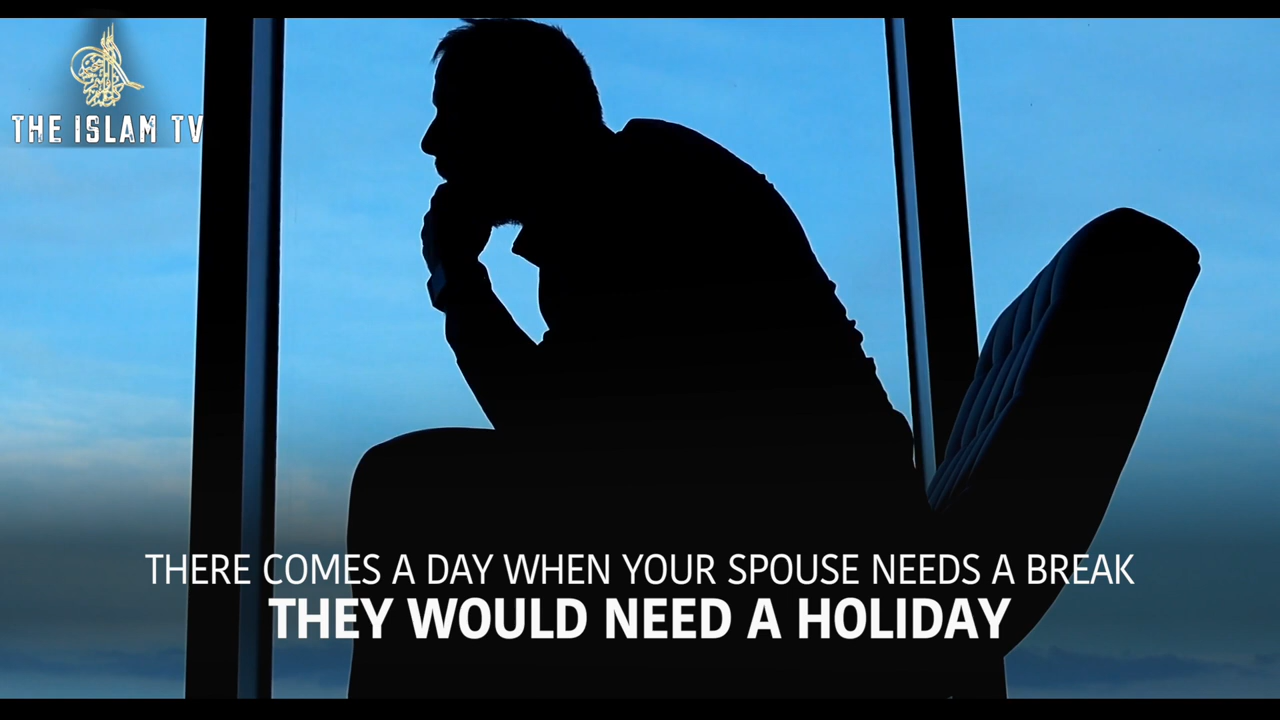 THE ISLAM TV
THERE COMES A DAY WHEN YOUR SPOUSE NEEDS A BREAK
THEY WOULD NEED A HOLIDAY